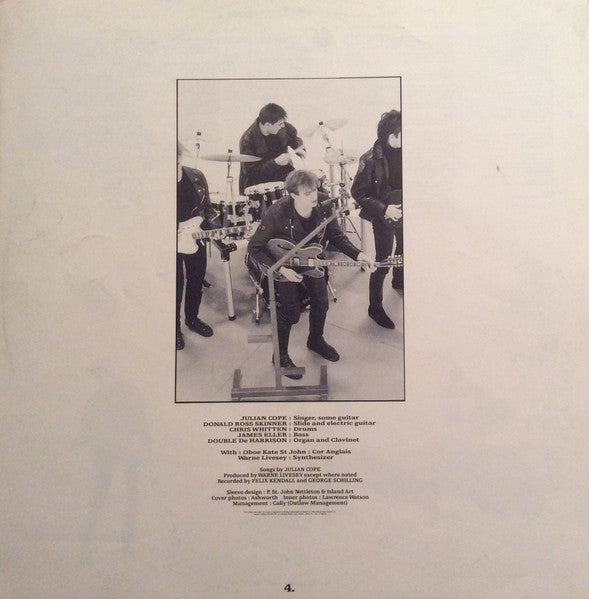 JULIAN COPE : Singer, some guitar
DONALD ROSS SKINNER : Slide and electric guitar
CHRIS WHITTEN : Drums
JAMES ELLER : Bass
DOUBLE De HARRISON : Organ and Clavinet
With : Oboe Kate St John : Cor Anglais
Warne Livesey : Synthesizer
Songs by JULIAN COPE
Produced by WARNE LIVESEY except where noted
Recorded by FELIX KENDALL and GEORGE SCHILLING
Sleeve design : P. St. John Nettleton & Island Art
Cover photos : Ashworth Inner photos : Lawrence Watson
Management : Cally (Outlaw Management)
4.